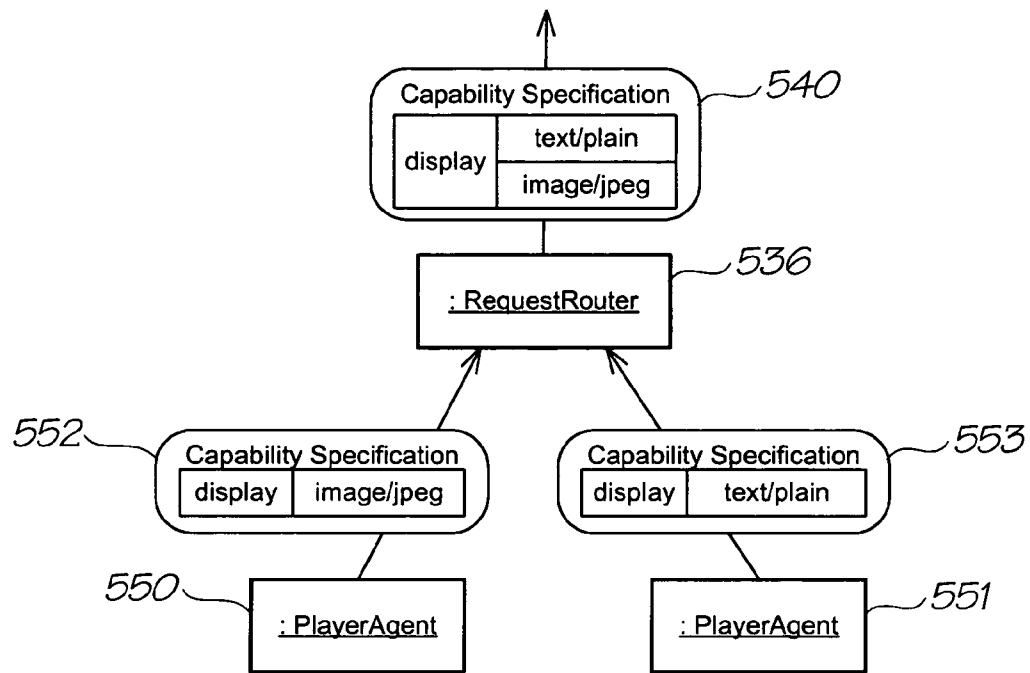 Capability Specification
540
display
text/plain
image/jpeg
536
: RequestRouter
552
Capability Specification
display image/jpeg
553
Capability Specification
display text/plain
550
: PlayerAgent
551
: PlayerAgent